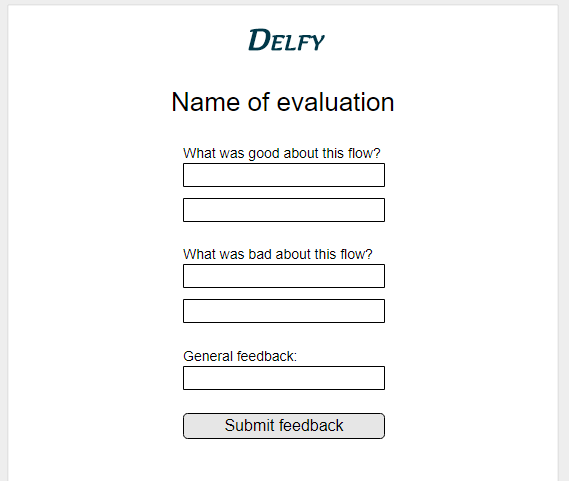 DELFY
Name of evaluation
What was good about this flow?
What was bad about this flow?
General feedback:
Submit feedback